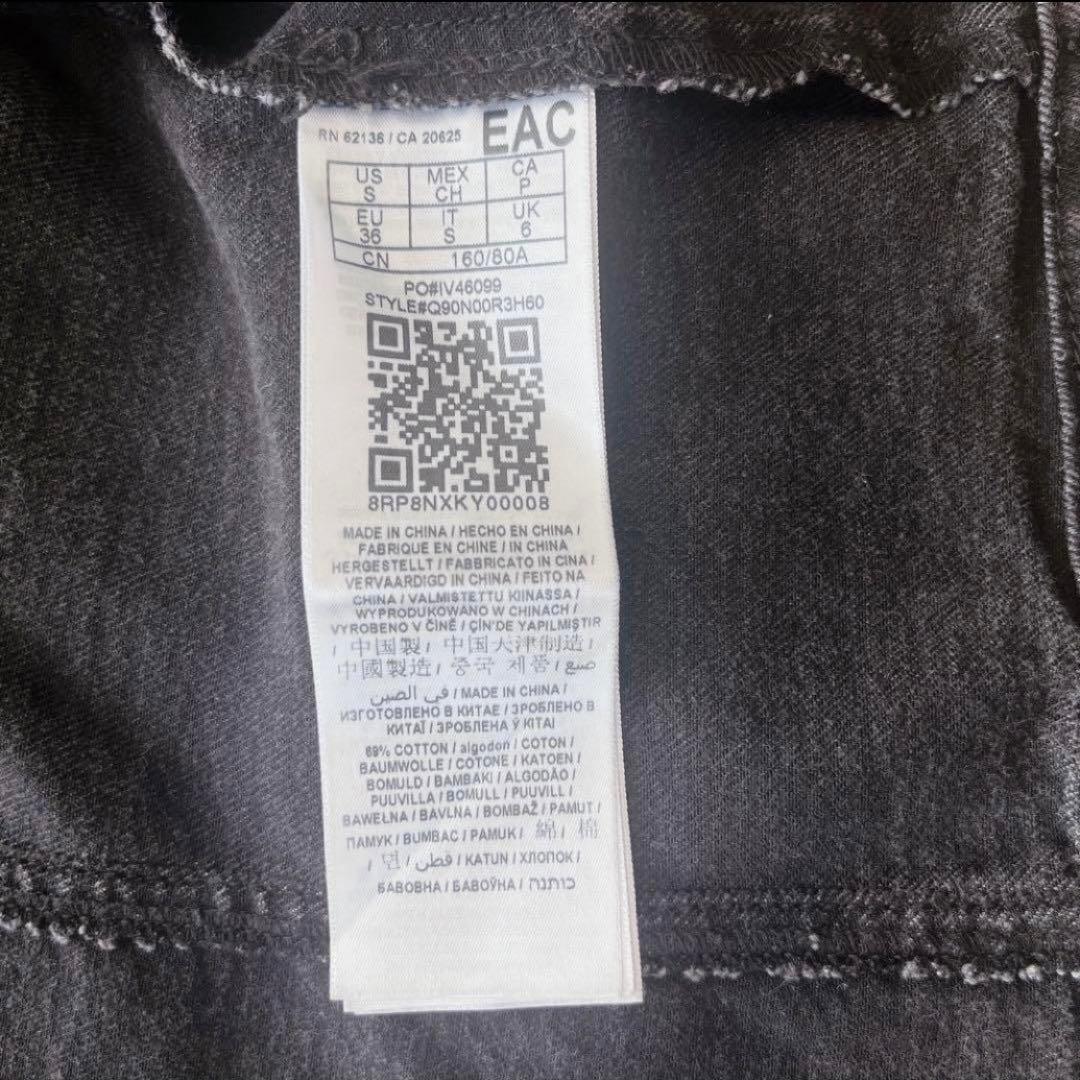 RN 62136 / CA 20625 EAC
US MEX CA
S CH P
EU IT UK
36 S 6
CN 160/80A
PO#IV46099
STYLE#Q90N00R3H60
8RP8NXKY00008
MADE IN CHINA / HECHO EN CHINA /
FABRIQUE EN CHINE / IN CHINA
HERGESTELLT / FABBRICATO IN CINA /
VERVAARDIGD IN CHINA / FEITO NA
CHINA / VALMISTETTU KIINASSA /
WYPRODUKOWANO W CHINACH /
VYROBENO V ČÍNĚ / ÇİN'DE YAPILMIŞTIR
/ 中国製 / 中国天津制造 /
中國製造 / 중국 제품 / صنع
في الصين / MADE IN CHINA /
ИЗГОТОВЛЕНО В КИТАЕ / ЗРОБЛЕНО В
КИТАЇ / ЗРОБЛЕНА Ў КІТАІ
69% COTTON / algodon / COTON /
BAUMWOLLE / COTONE / KATOEN /
BOMULD / BAMBAKI / ALGODÃO /
PUUVILLA / BOMULL / PUUVILL /
BAWEŁNA / BAVLNA / BOMBAŽ / PAMUT /
ПАМУК / BUMBAC / PAMUK / 綿 / 棉
/ 면 / قطن / KATUN / ХЛОПОК /
БАВОВНА / БАВОЎНА / כותנה